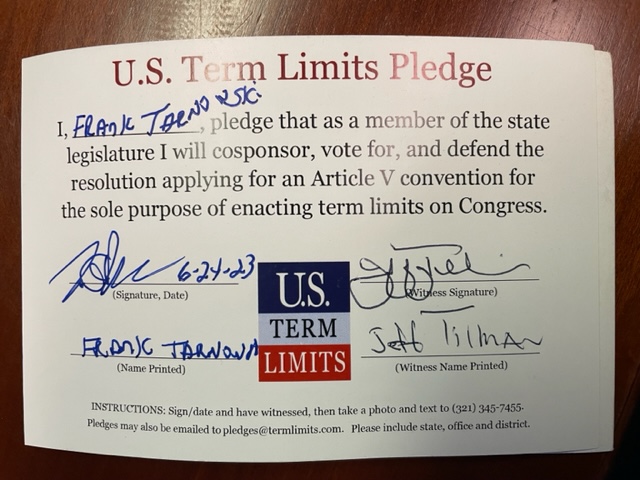 U.S. Term Limits Pledge
I, FRANK TARNOWSKI, pledge that as a member of the state
legislature I will cosponsor, vote for, and defend the
resolution applying for an Article V convention for
the sole purpose of enacting term limits on Congress.
6-24-23
(Signature, Date)
(Witness Signature)
U.S.
TERM
LIMITS
FRANK
(Name Printed)
Jeff Tillman
(Witness Name Printed)
INSTRUCTIONS: Sign/date and have witnessed, then take a photo and text to (321) 345-7455.
Pledges may also be emailed to pledges@termlimits.com. Please include state, office and district.